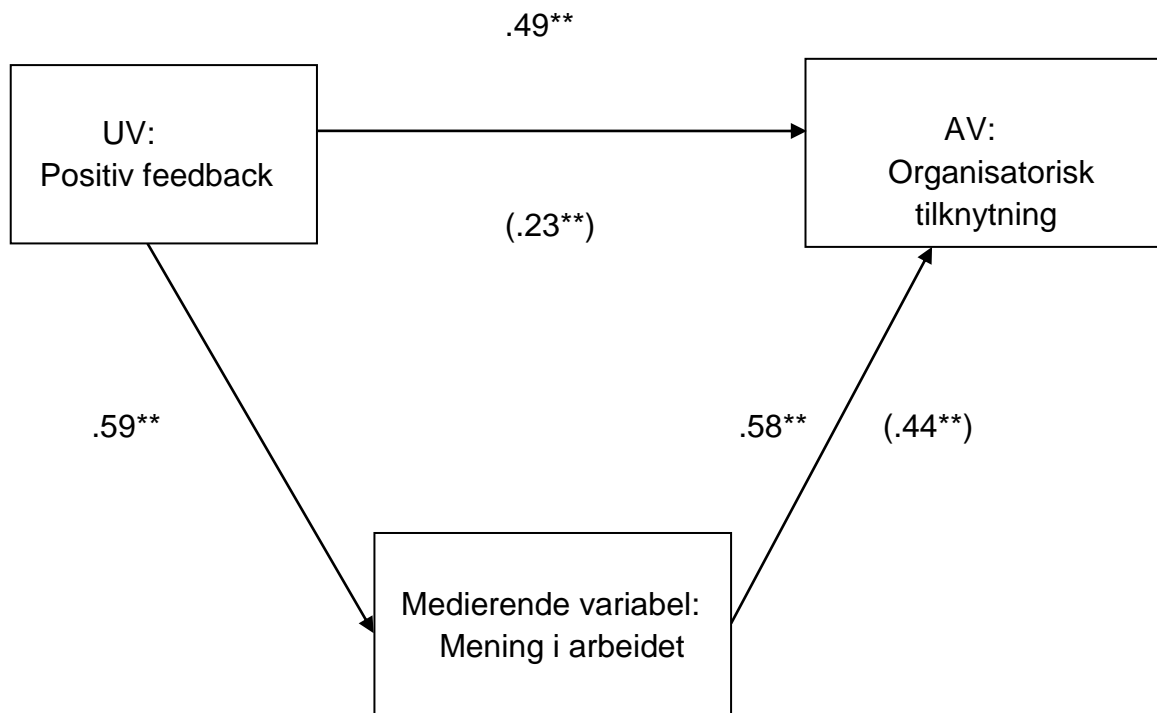 .49**
UV:
Positiv feedback
AV:
Organisatorisk
tilknytning
(.23**)
.59**
.58**
(.44**)
Medierende variabel:
Mening i arbeidet